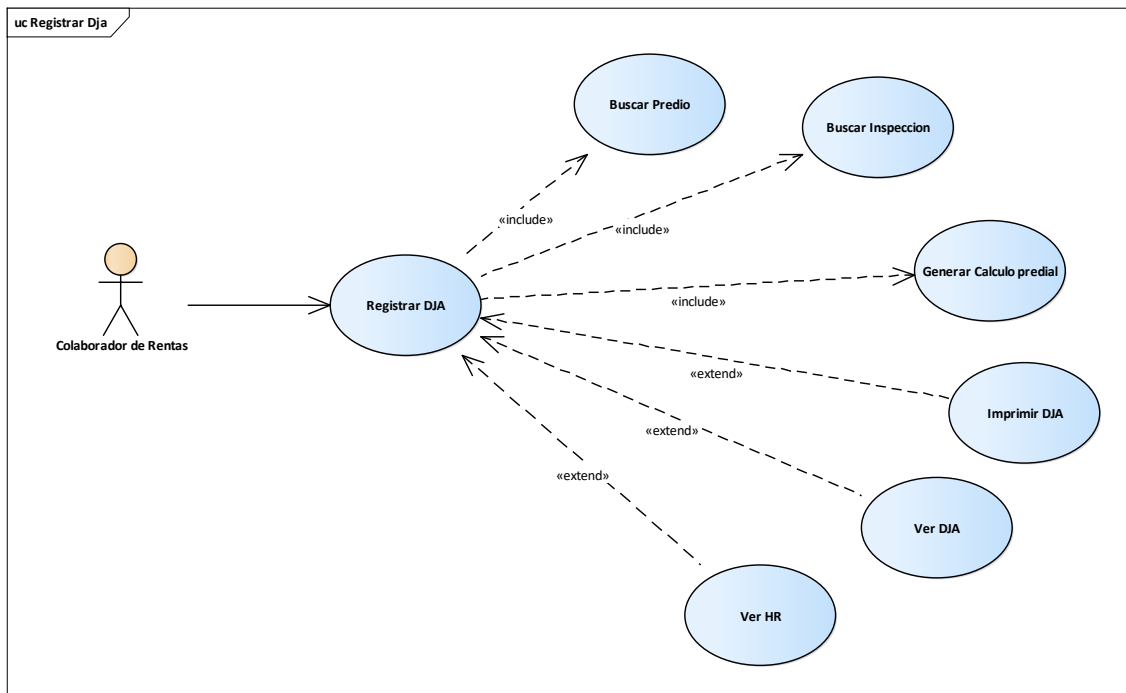 uc Registrar Dja
Buscar Predio
Buscar Inspeccion
«include»
«include»
Generar Calculo predial
«include»
Registrar DJA
Colaborador de Rentas
«extend»
Imprimir DJA
«extend»
«extend»
Ver DJA
Ver HR